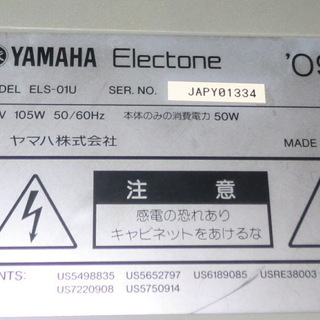 YAMAHA Electone '09
DEL ELS-01U SER. NO. JAPY01334
V 105W 50/60Hz 本体のみの消費電力 50W
ヤマハ株式会社 MADE
注 意
感電の恐れあり
キャビネットをあけるな
NTS: US5498835 US5652797 US6189085 USRE38003
US7220908 US5750914